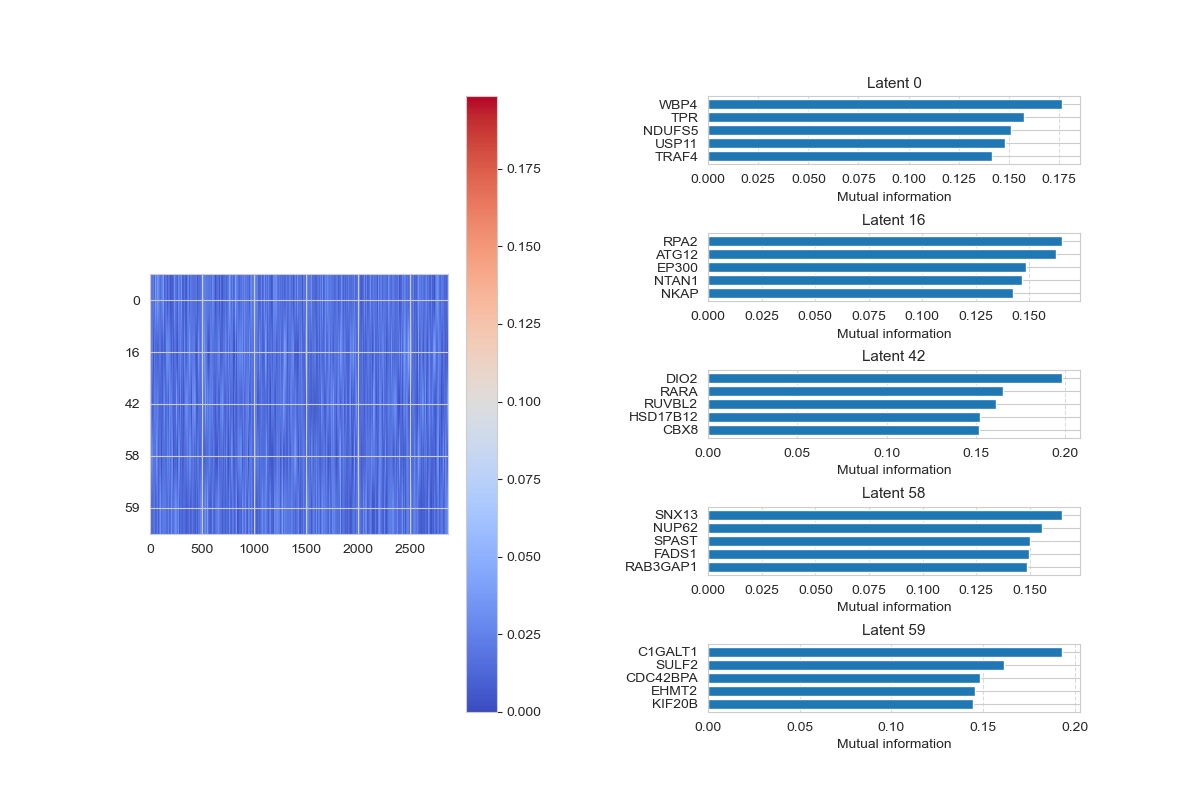 0
16
42
58
59
0 500 1000 1500 2000 2500
0.175
0.150
0.125
0.100
0.075
0.050
0.025
0.000
Latent 0
WBP4
TPR
NDUFS5
USP11
TRAF4
0.000 0.025 0.050 0.075 0.100 0.125 0.150 0.175
Mutual information
Latent 16
RPA2
ATG12
EP300
NTAN1
NKAP
0.000 0.025 0.050 0.075 0.100 0.125 0.150
Mutual information
Latent 42
DIO2
RARA
RUVBL2
HSD17B12
CBX8
0.00 0.05 0.10 0.15 0.20
Mutual information
Latent 58
SNX13
NUP62
SPAST
FADS1
RAB3GAP1
0.000 0.025 0.050 0.075 0.100 0.125 0.150
Mutual information
Latent 59
C1GALT1
SULF2
CDC42BPA
EHMT2
KIF20B
0.00 0.05 0.10 0.15 0.20
Mutual information